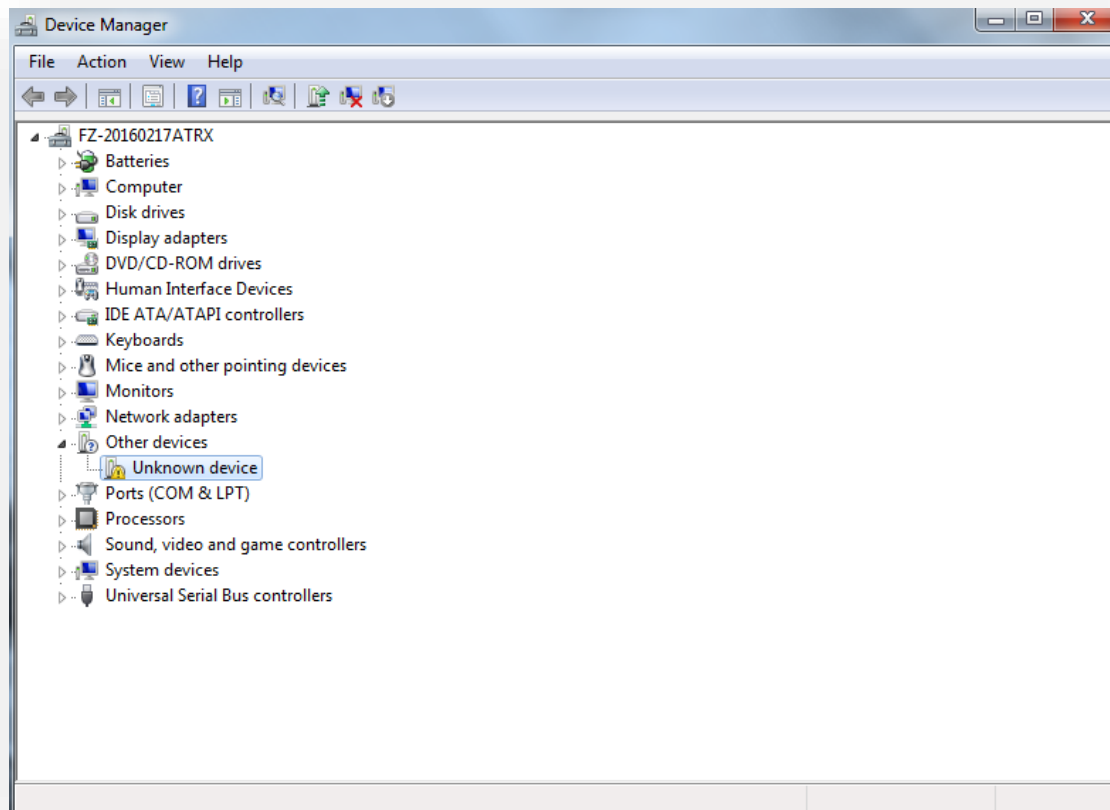 Device Manager
File Action View Help
FZ-20160217ATRX
Batteries
Computer
Disk drives
Display adapters
DVD/CD-ROM drives
Human Interface Devices
IDE ATA/ATAPI controllers
Keyboards
Mice and other pointing devices
Monitors
Network adapters
Other devices
Unknown device
Ports (COM & LPT)
Processors
Sound, video and game controllers
System devices
Universal Serial Bus controllers